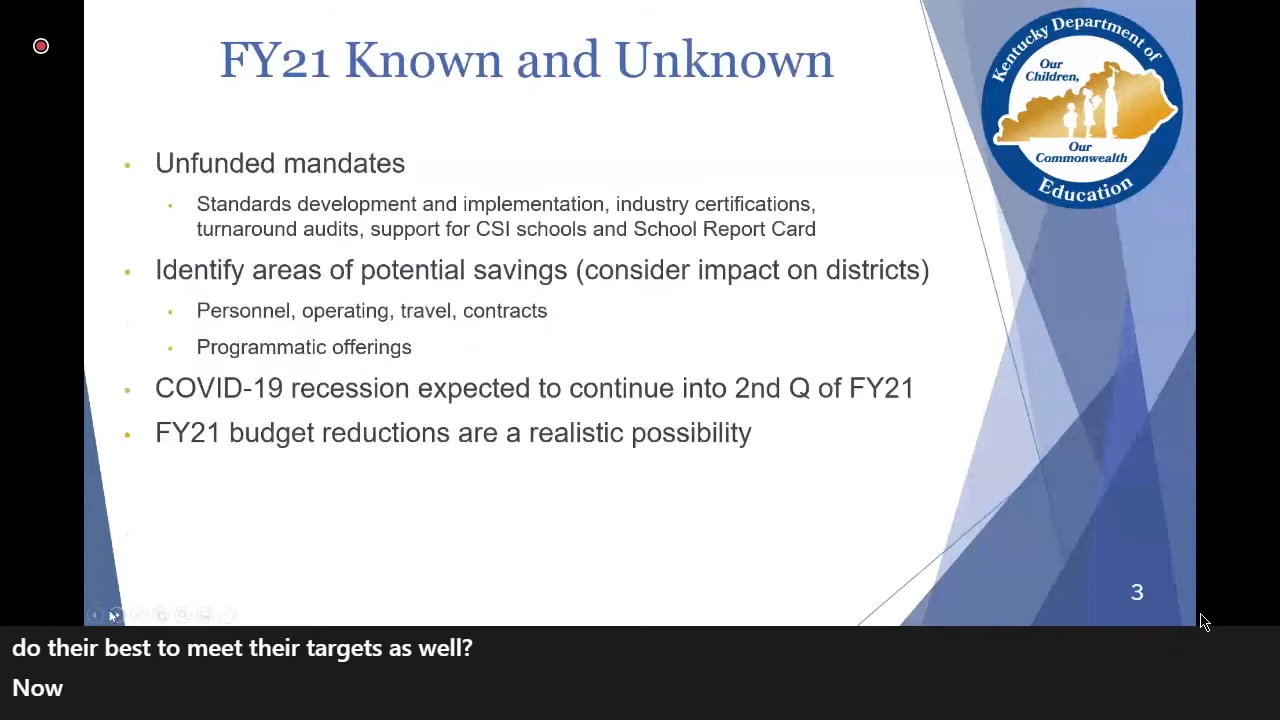 FY21 Known and Unknown
Kentucky Department of
Our
Children,
Our
Commonwealth
Education
• Unfunded mandates
• Standards development and implementation, industry certifications,
turnaround audits, support for CSI schools and School Report Card
• Identify areas of potential savings (consider impact on districts)
• Personnel, operating, travel, contracts
• Programmatic offerings
• COVID-19 recession expected to continue into 2nd Q of FY21
• FY21 budget reductions are a realistic possibility
3
do their best to meet their targets as well?
Now